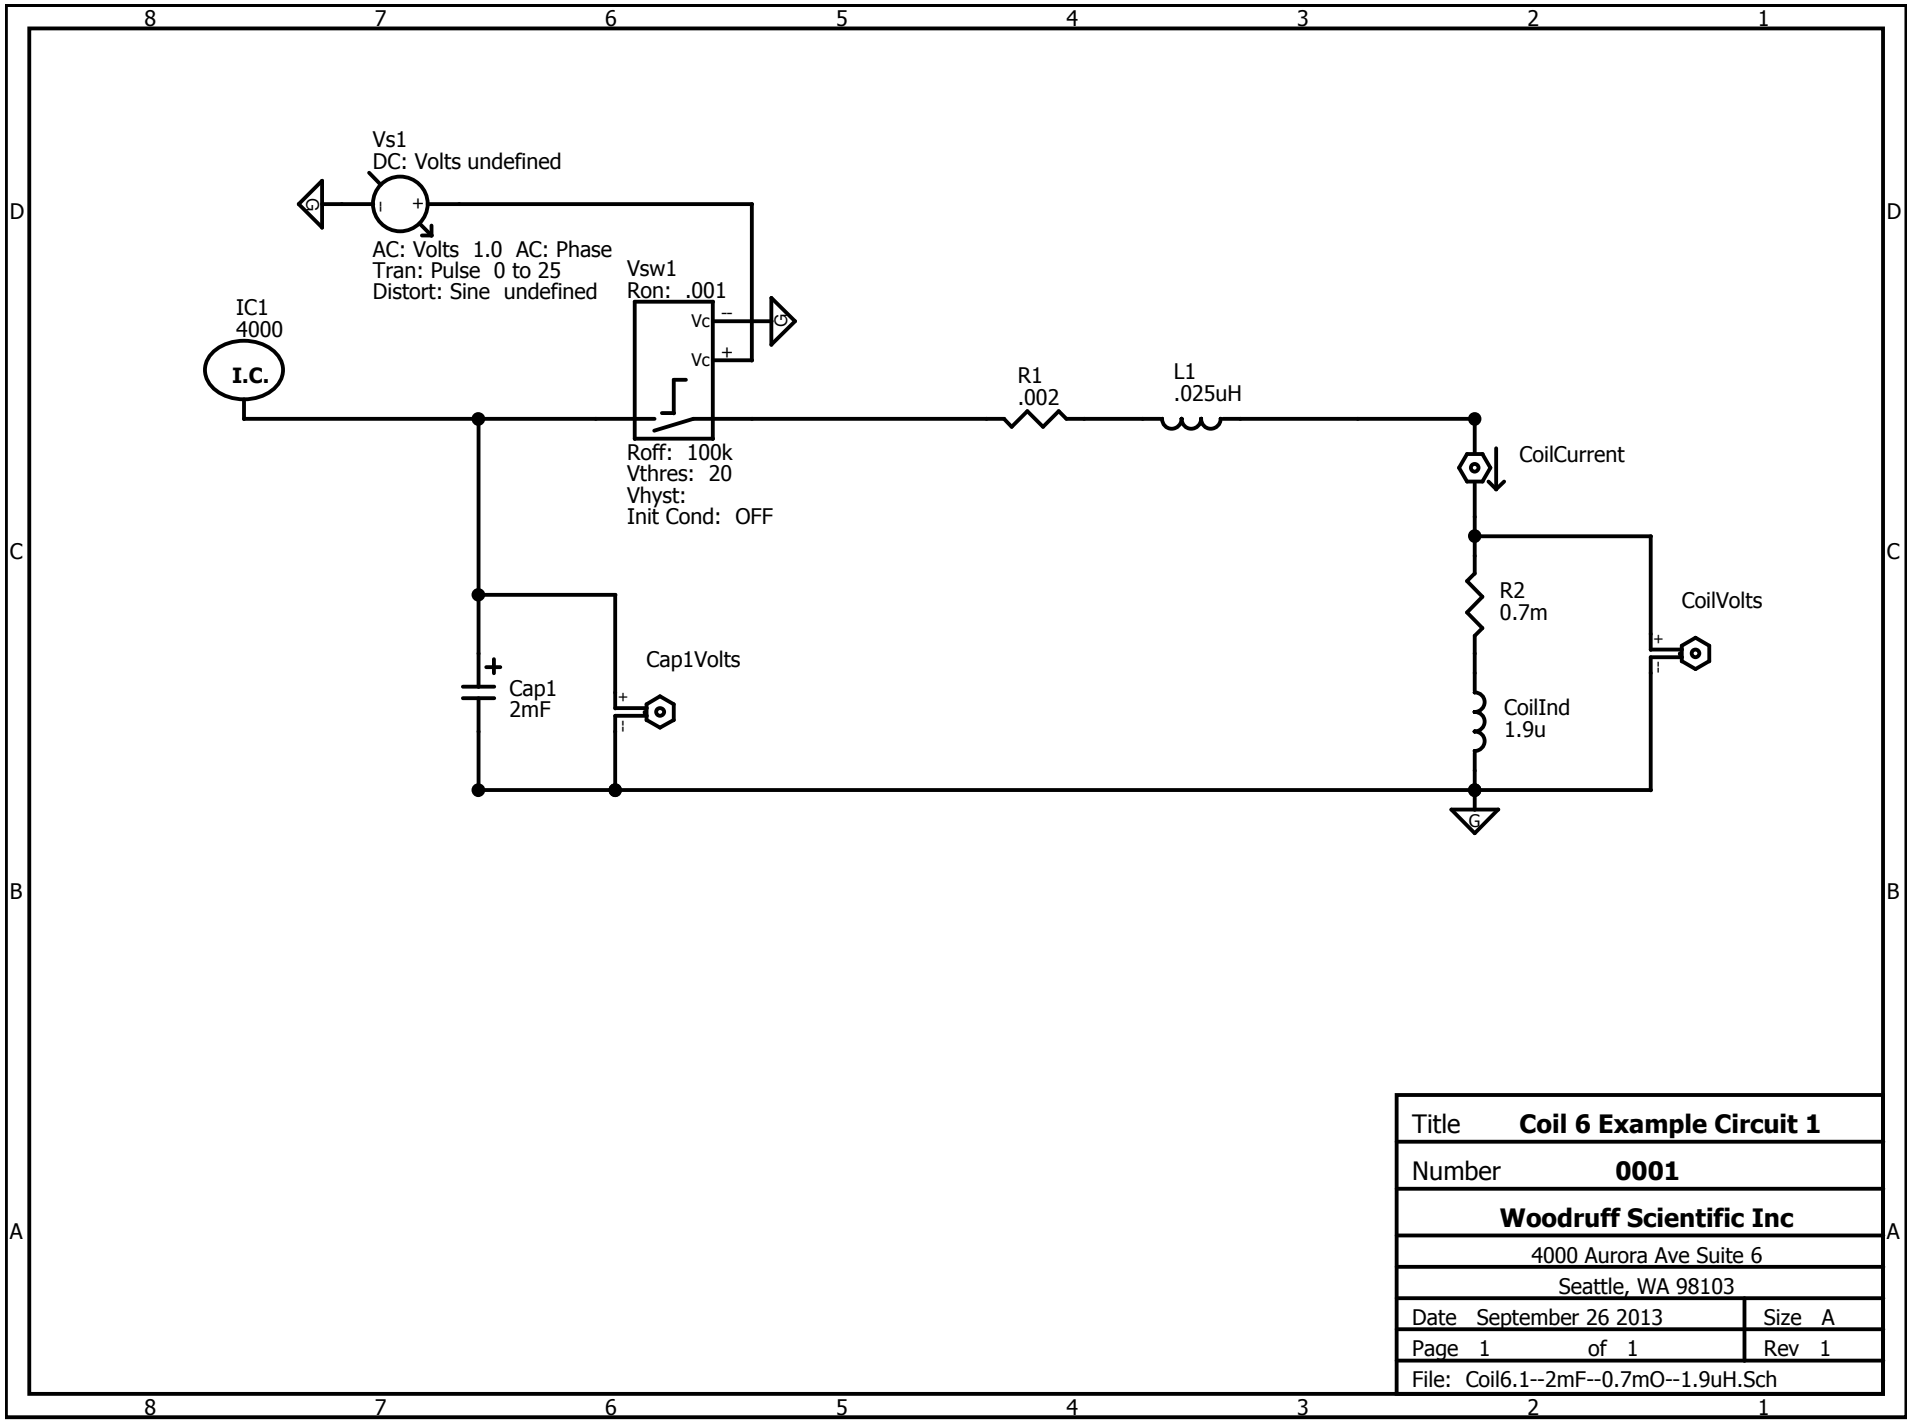 8 7 6 5 4 3 2 1
Vs1
DC: Volts undefined
D D
G
- +
AC: Volts 1.0 AC: Phase
Tran: Pulse 0 to 25
Distort: Sine undefined
Vsw1
Ron: .001
IC1
4000
I.C.
Vc --
G
Vc +
R1
.002
L1
.025uH
Roff: 100k
Vthres: 20
Vhyst:
Init Cond: OFF
CoilCurrent
C C
R2
0.7m
CoilVolts
+
--
Cap1Volts
+
Cap1
2mF
+
--
CoilInd
1.9u
G
B B
Title Coil 6 Example Circuit 1
Number 0001
Woodruff Scientific Inc
A A
4000 Aurora Ave Suite 6
Seattle, WA 98103
Date September 26 2013 Size A
Page 1 of 1 Rev 1
File: Coil6.1--2mF--0.7mO--1.9uH.Sch
8 7 6 5 4 3 2 1